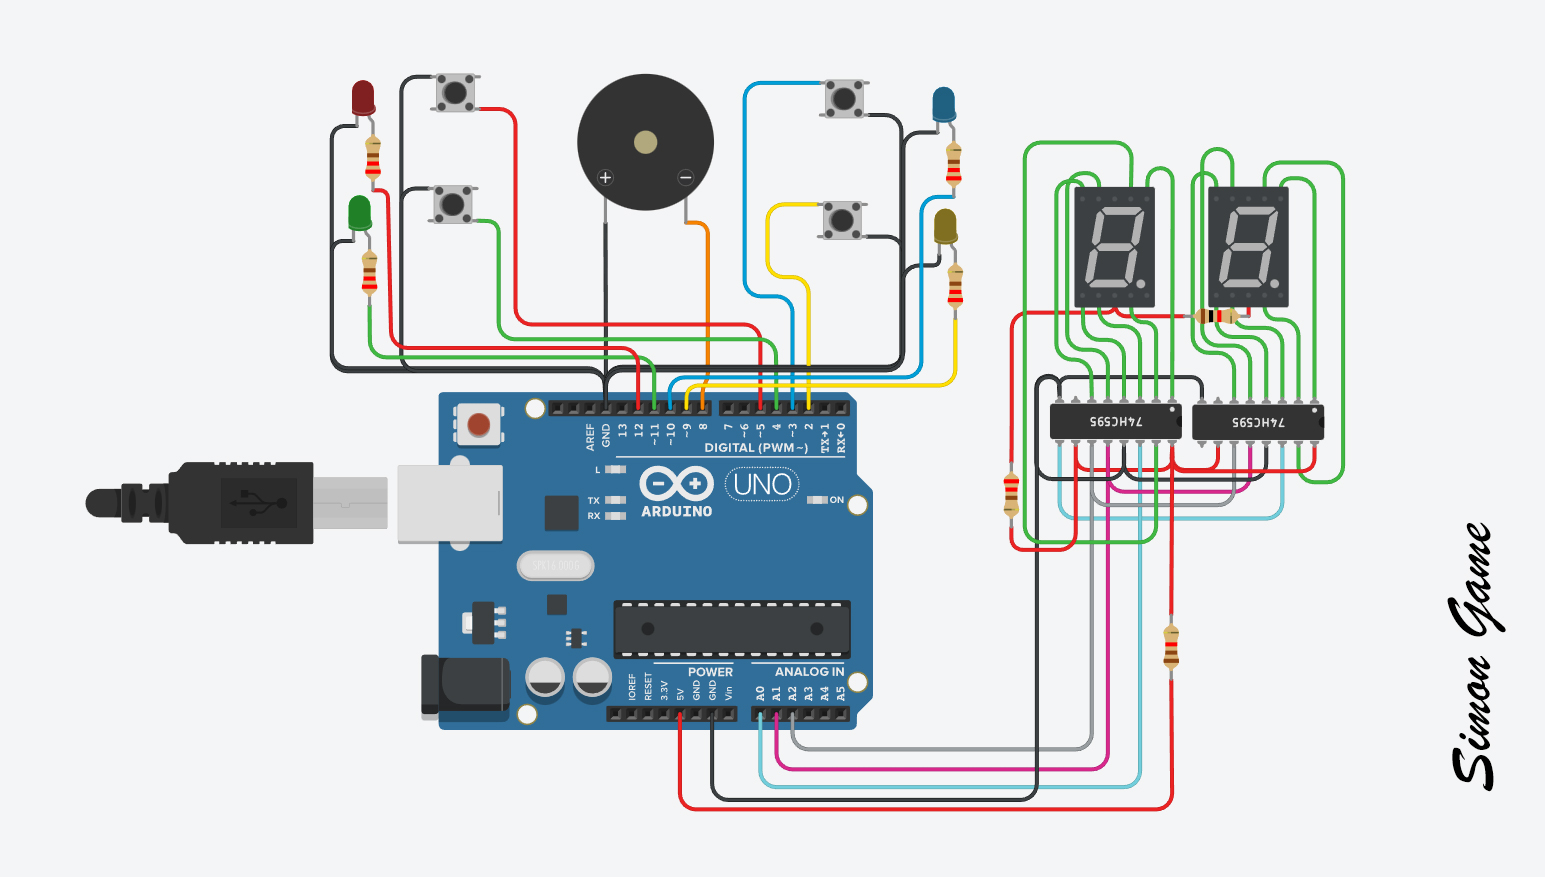 + −
AREF
GND
13
12
~11
~10
~9
8
7
~6
~5
4
~3
2
TX→1
RX←0
DIGITAL (PWM~)
L
TX
RX
UNO
ON
ARDUINO
POWER
ANALOG IN
IOREF
RESET
3.3V
5V
GND
GND
Vin
A0
A1
A2
A3
A4
A5
74HC595
74HC595
Simon Game